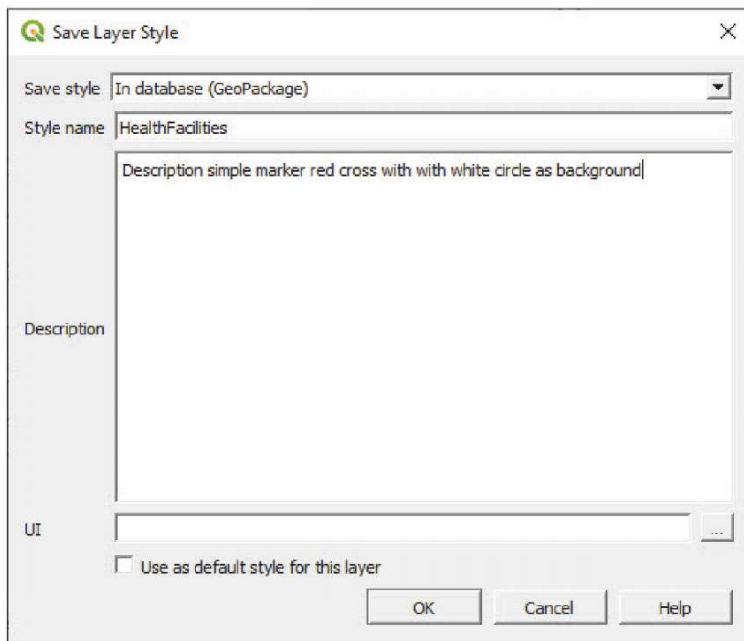 Save Layer Style
Save style In database (GeoPackage)
Style name HealthFacilities
Description simple marker red cross with with white circle as background
Description
UI ...
Use as default style for this layer
OK Cancel Help